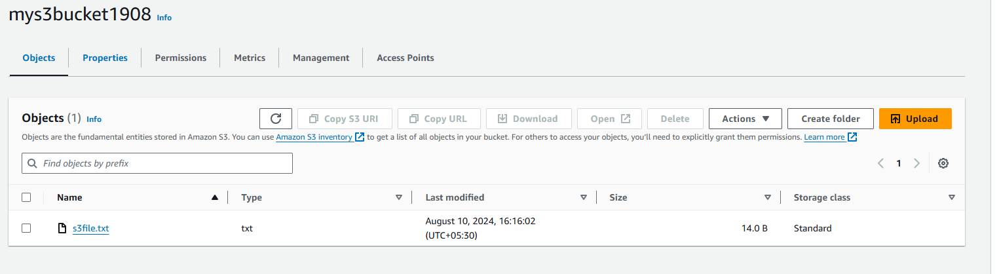 mys3bucket1908 Info
Objects Properties Permissions Metrics Management Access Points
Objects (1) Info Copy S3 URI Copy URL Download Open Delete Actions Create folder Upload
Objects are the fundamental entities stored in Amazon S3. You can use Amazon S3 inventory to get a list of all objects in your bucket. For others to access your objects, you'll need to explicitly grant them permissions. Learn more
Find objects by prefix 1
Name Type Last modified Size Storage class
s3file.txt txt August 10, 2024, 16:16:02 14.0 B Standard
(UTC+05:30)